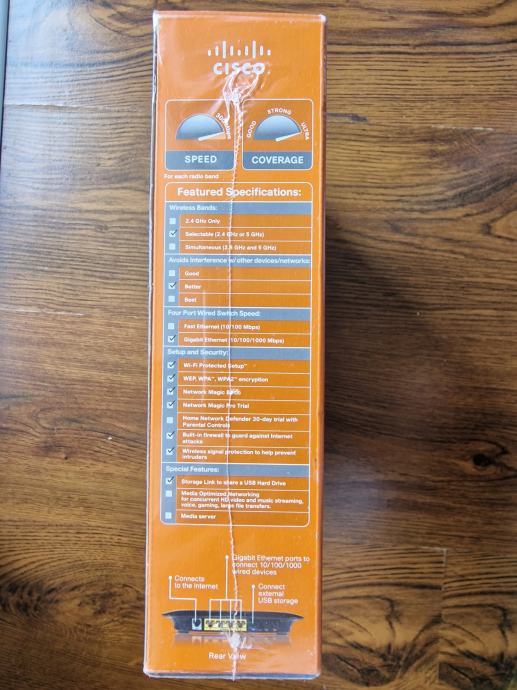 CISCO
300Mbps
GOOD STRONG ULTRA
SPEED
COVERAGE
For each radio band
Featured Specifications:
Wireless Bands:
2.4 GHz Only
Selectable (2.4 GHz or 5 GHz)
Simultaneous (2.4 GHz and 5 GHz)
Avoids Interference w/other devices/networks:
Good
Better
Best
Four Port Wired Switch Speed:
Fast Ethernet (10/100 Mbps)
Gigabit Ethernet (10/100/1000 Mbps)
Setup and Security:
Wi-Fi Protected Setup™
WEP, WPA™, WPA2™ encryption
Network Magic
Network Magic Pro Trial
Home Network Defender 30-day trial with
Parental Controls
Built-in firewall to guard against Internet
attacks
Wireless signal protection to help prevent
intruders
Special Features:
Storage Link to share a USB Hard Drive
Media Optimized Networking
for concurrent HD video and music streaming,
voice, gaming, large file transfers.
Media server
Gigabit Ethernet ports to
connect 10/100/1000
wired devices
Connects
to the Internet
Connect
external
USB storage
Rear View